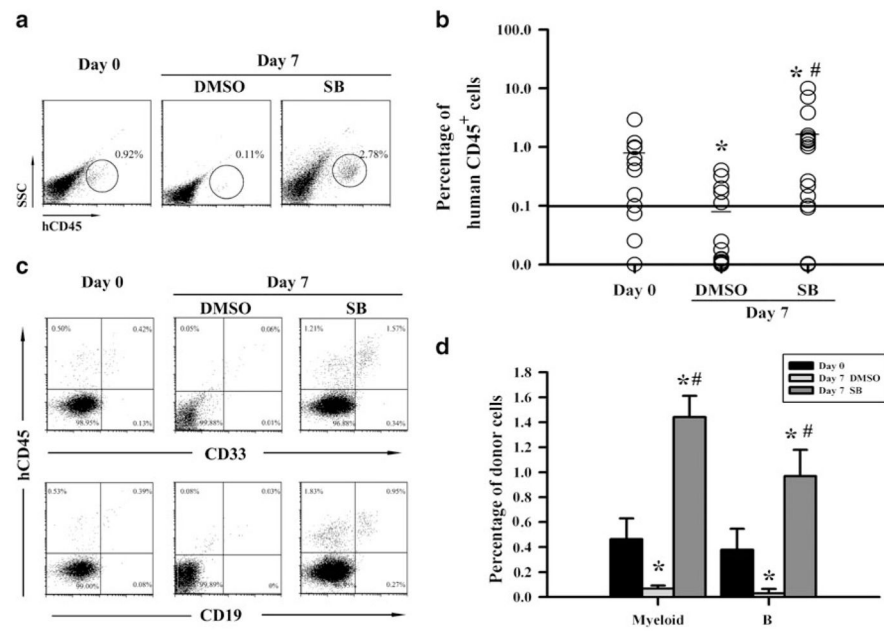 a
Day 0
Day 7
DMSO
SB
0.92%
0.11%
2.78%
SSC
hCD45
b
Percentage of
human CD45+ cells
100.0
10.0
1.0
0.1
0.0
*
* #
Day 0
DMSO
SB
Day 7
c
Day 0
Day 7
DMSO
SB
0.50%
0.42%
98.95%
0.13%
0.05%
0.06%
99.88%
0.01%
1.21%
1.57%
96.88%
0.34%
CD33
hCD45
0.53%
0.39%
99.00%
0.08%
0.08%
0.03%
99.89%
0%
1.83%
0.95%
0.27%
CD19
d
Day 0
Day 7 DMSO
Day 7 SB
Percentage of donor cells
1.8
1.6
1.4
1.2
1.0
0.8
0.6
0.4
0.2
0.0
*
*#
*
* #
Myeloid
B